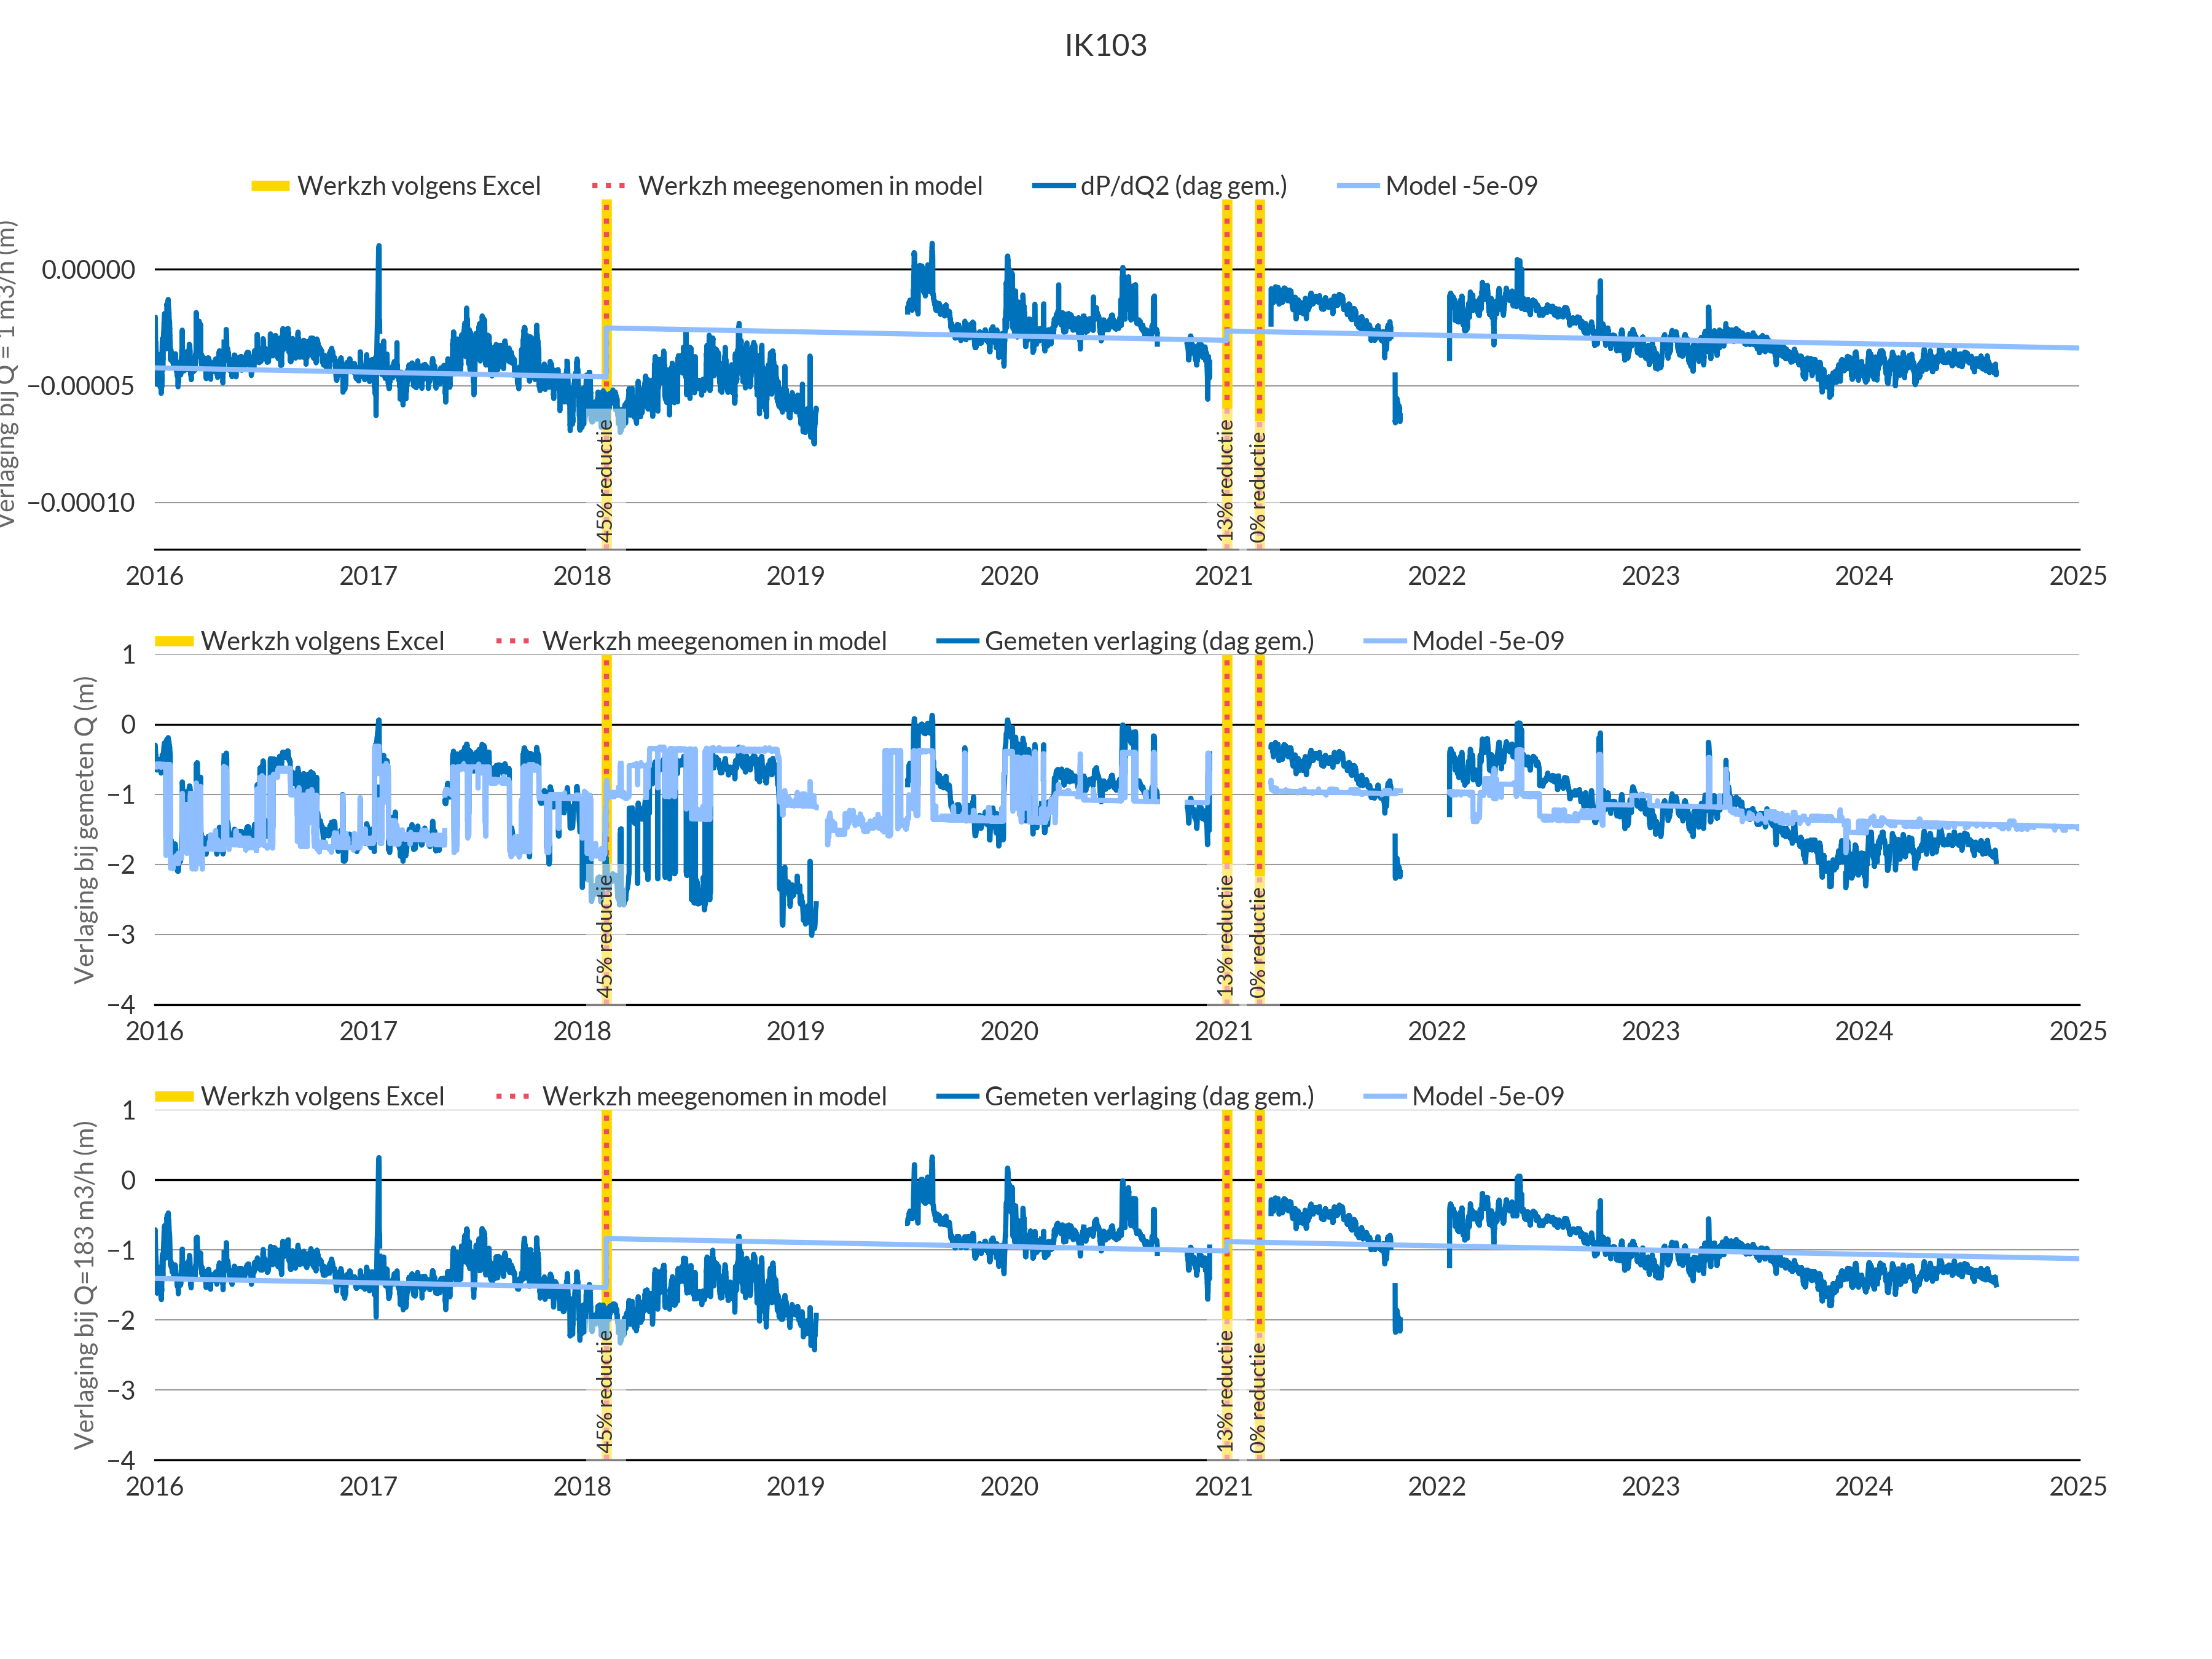 IK103
Werkzh volgens Excel Werkzh meegenomen in model dP/dQ2 (dag gem.) Model -5e-09
Verlaging bij Q = 1 m3/h (m)
0.00000
−0.00005
−0.00010
45% reductie 13% reductie 0% reductie
2016 2017 2018 2019 2020 2021 2022 2023 2024 2025
Werkzh volgens Excel Werkzh meegenomen in model Gemeten verlaging (dag gem.) Model -5e-09
Verlaging bij gemeten Q (m)
1
0
−1
−2
−3
−4
45% reductie 13% reductie 0% reductie
2016 2017 2018 2019 2020 2021 2022 2023 2024 2025
Werkzh volgens Excel Werkzh meegenomen in model Gemeten verlaging (dag gem.) Model -5e-09
Verlaging bij Q=183 m3/h (m)
1
0
−1
−2
−3
−4
45% reductie 13% reductie 0% reductie
2016 2017 2018 2019 2020 2021 2022 2023 2024 2025